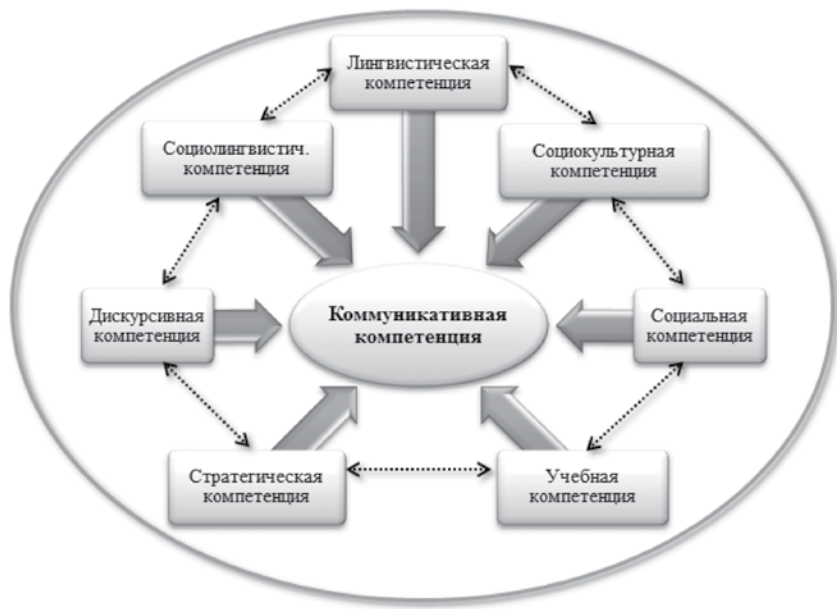 Лингвистическая
компетенция
Социолингвистич.
компетенция
Социокультурная
компетенция
Дискурсивная
компетенция
Коммуникативная
компетенция
Социальная
компетенция
Стратегическая
компетенция
Учебная
компетенция